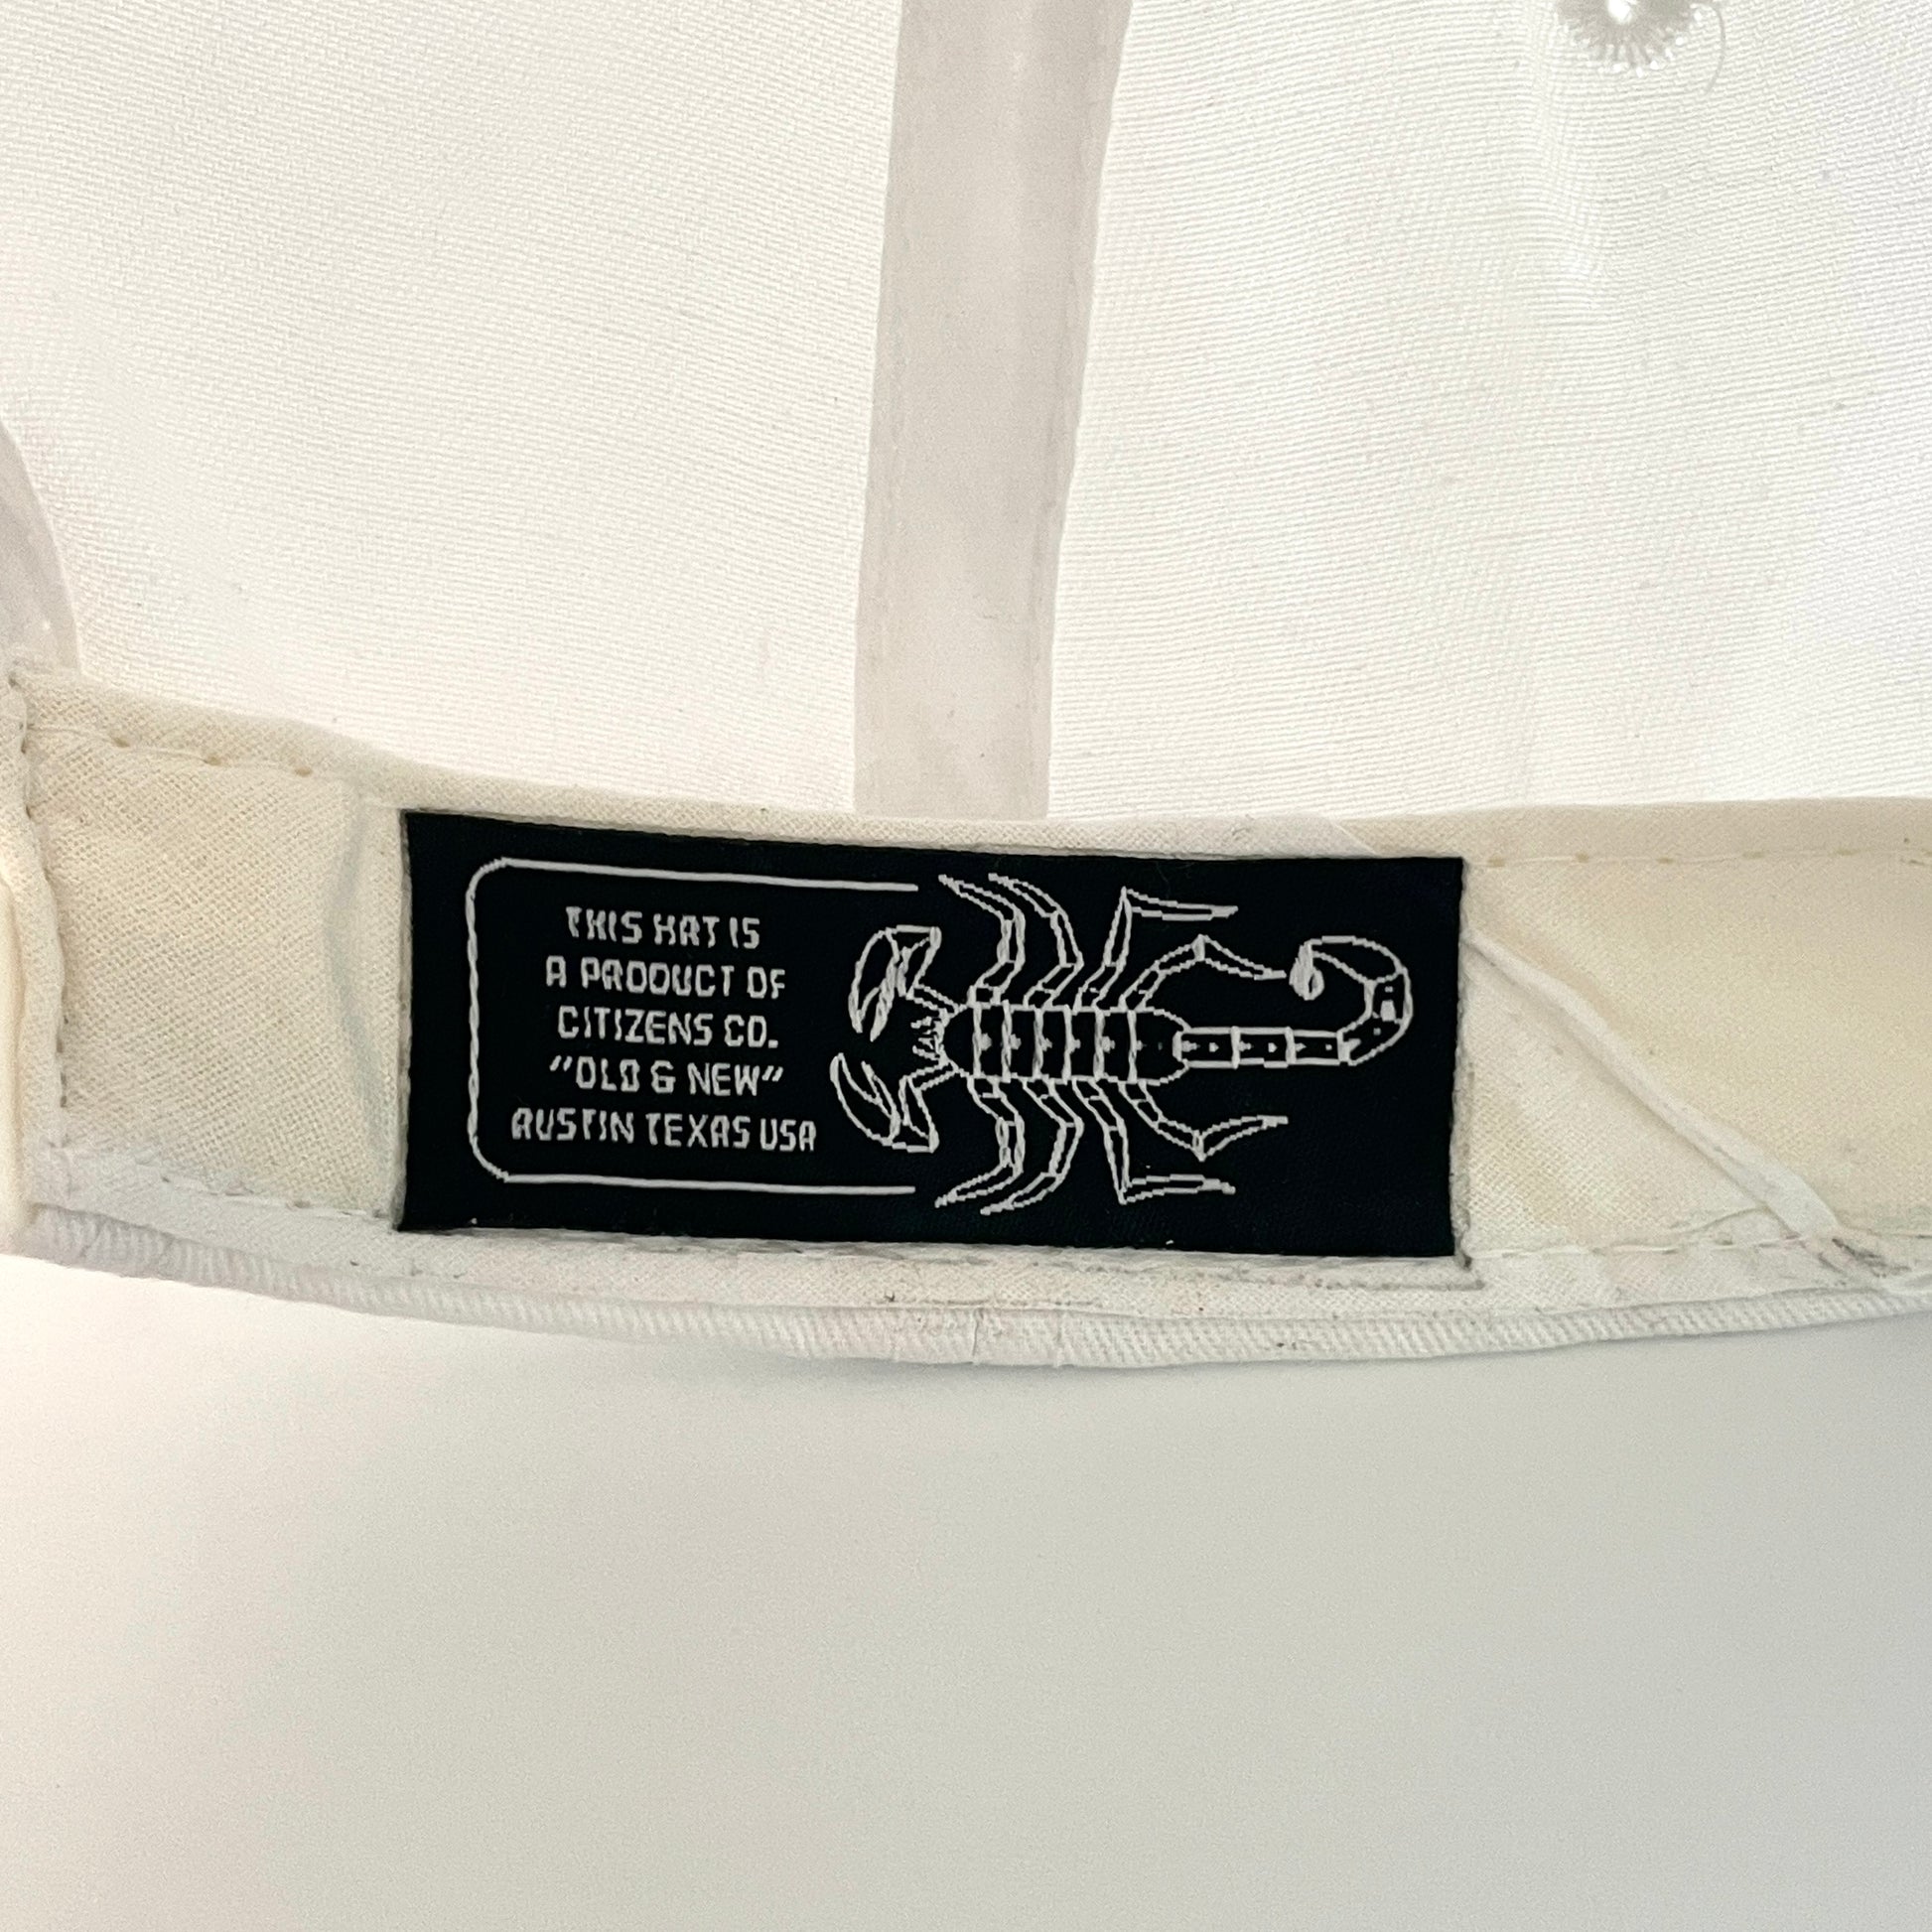 THIS HAT IS
A PRODUCT OF
CITIZENS CO.
"OLD & NEW"
AUSTIN TEXAS USA